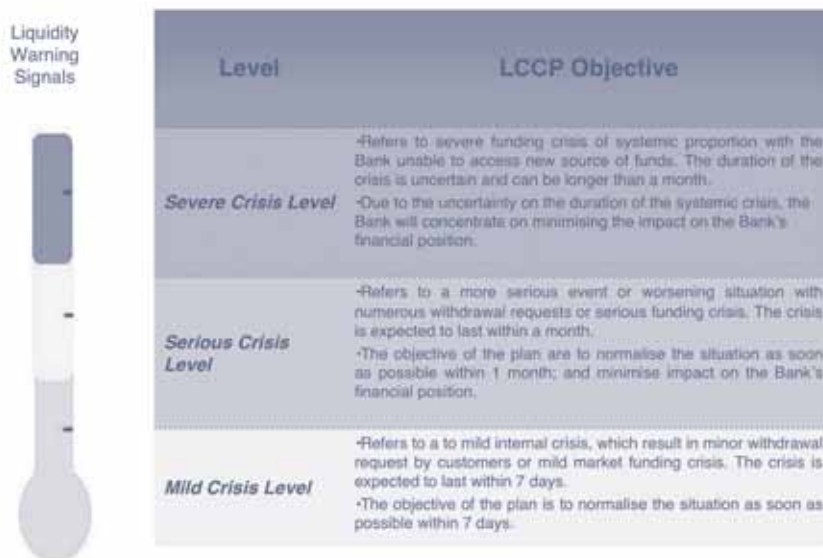 Liquidity
Warning
Signals
Level
LCCP Objective
Severe Crisis Level
•Refers to severe funding crisis of systemic proportion with the
Bank unable to access new source of funds. The duration of the
crisis is uncertain and can be longer than a month.
•Due to the uncertainty on the duration of the systemic crisis, the
Bank will concentrate on minimising the impact on the Bank's
financial position.
Serious Crisis
Level
•Refers to a more serious event or worsening situation with
numerous withdrawal requests or serious funding crisis. The crisis
is expected to last within a month.
•The objective of the plan are to normalise the situation as soon
as possible within 1 month; and minimise impact on the Bank's
financial position.
Mild Crisis Level
•Refers to a to mild internal crisis, which result in minor withdrawal
request by customers or mild market funding crisis. The crisis is
expected to last within 7 days.
•The objective of the plan is to normalise the situation as soon as
possible within 7 days.